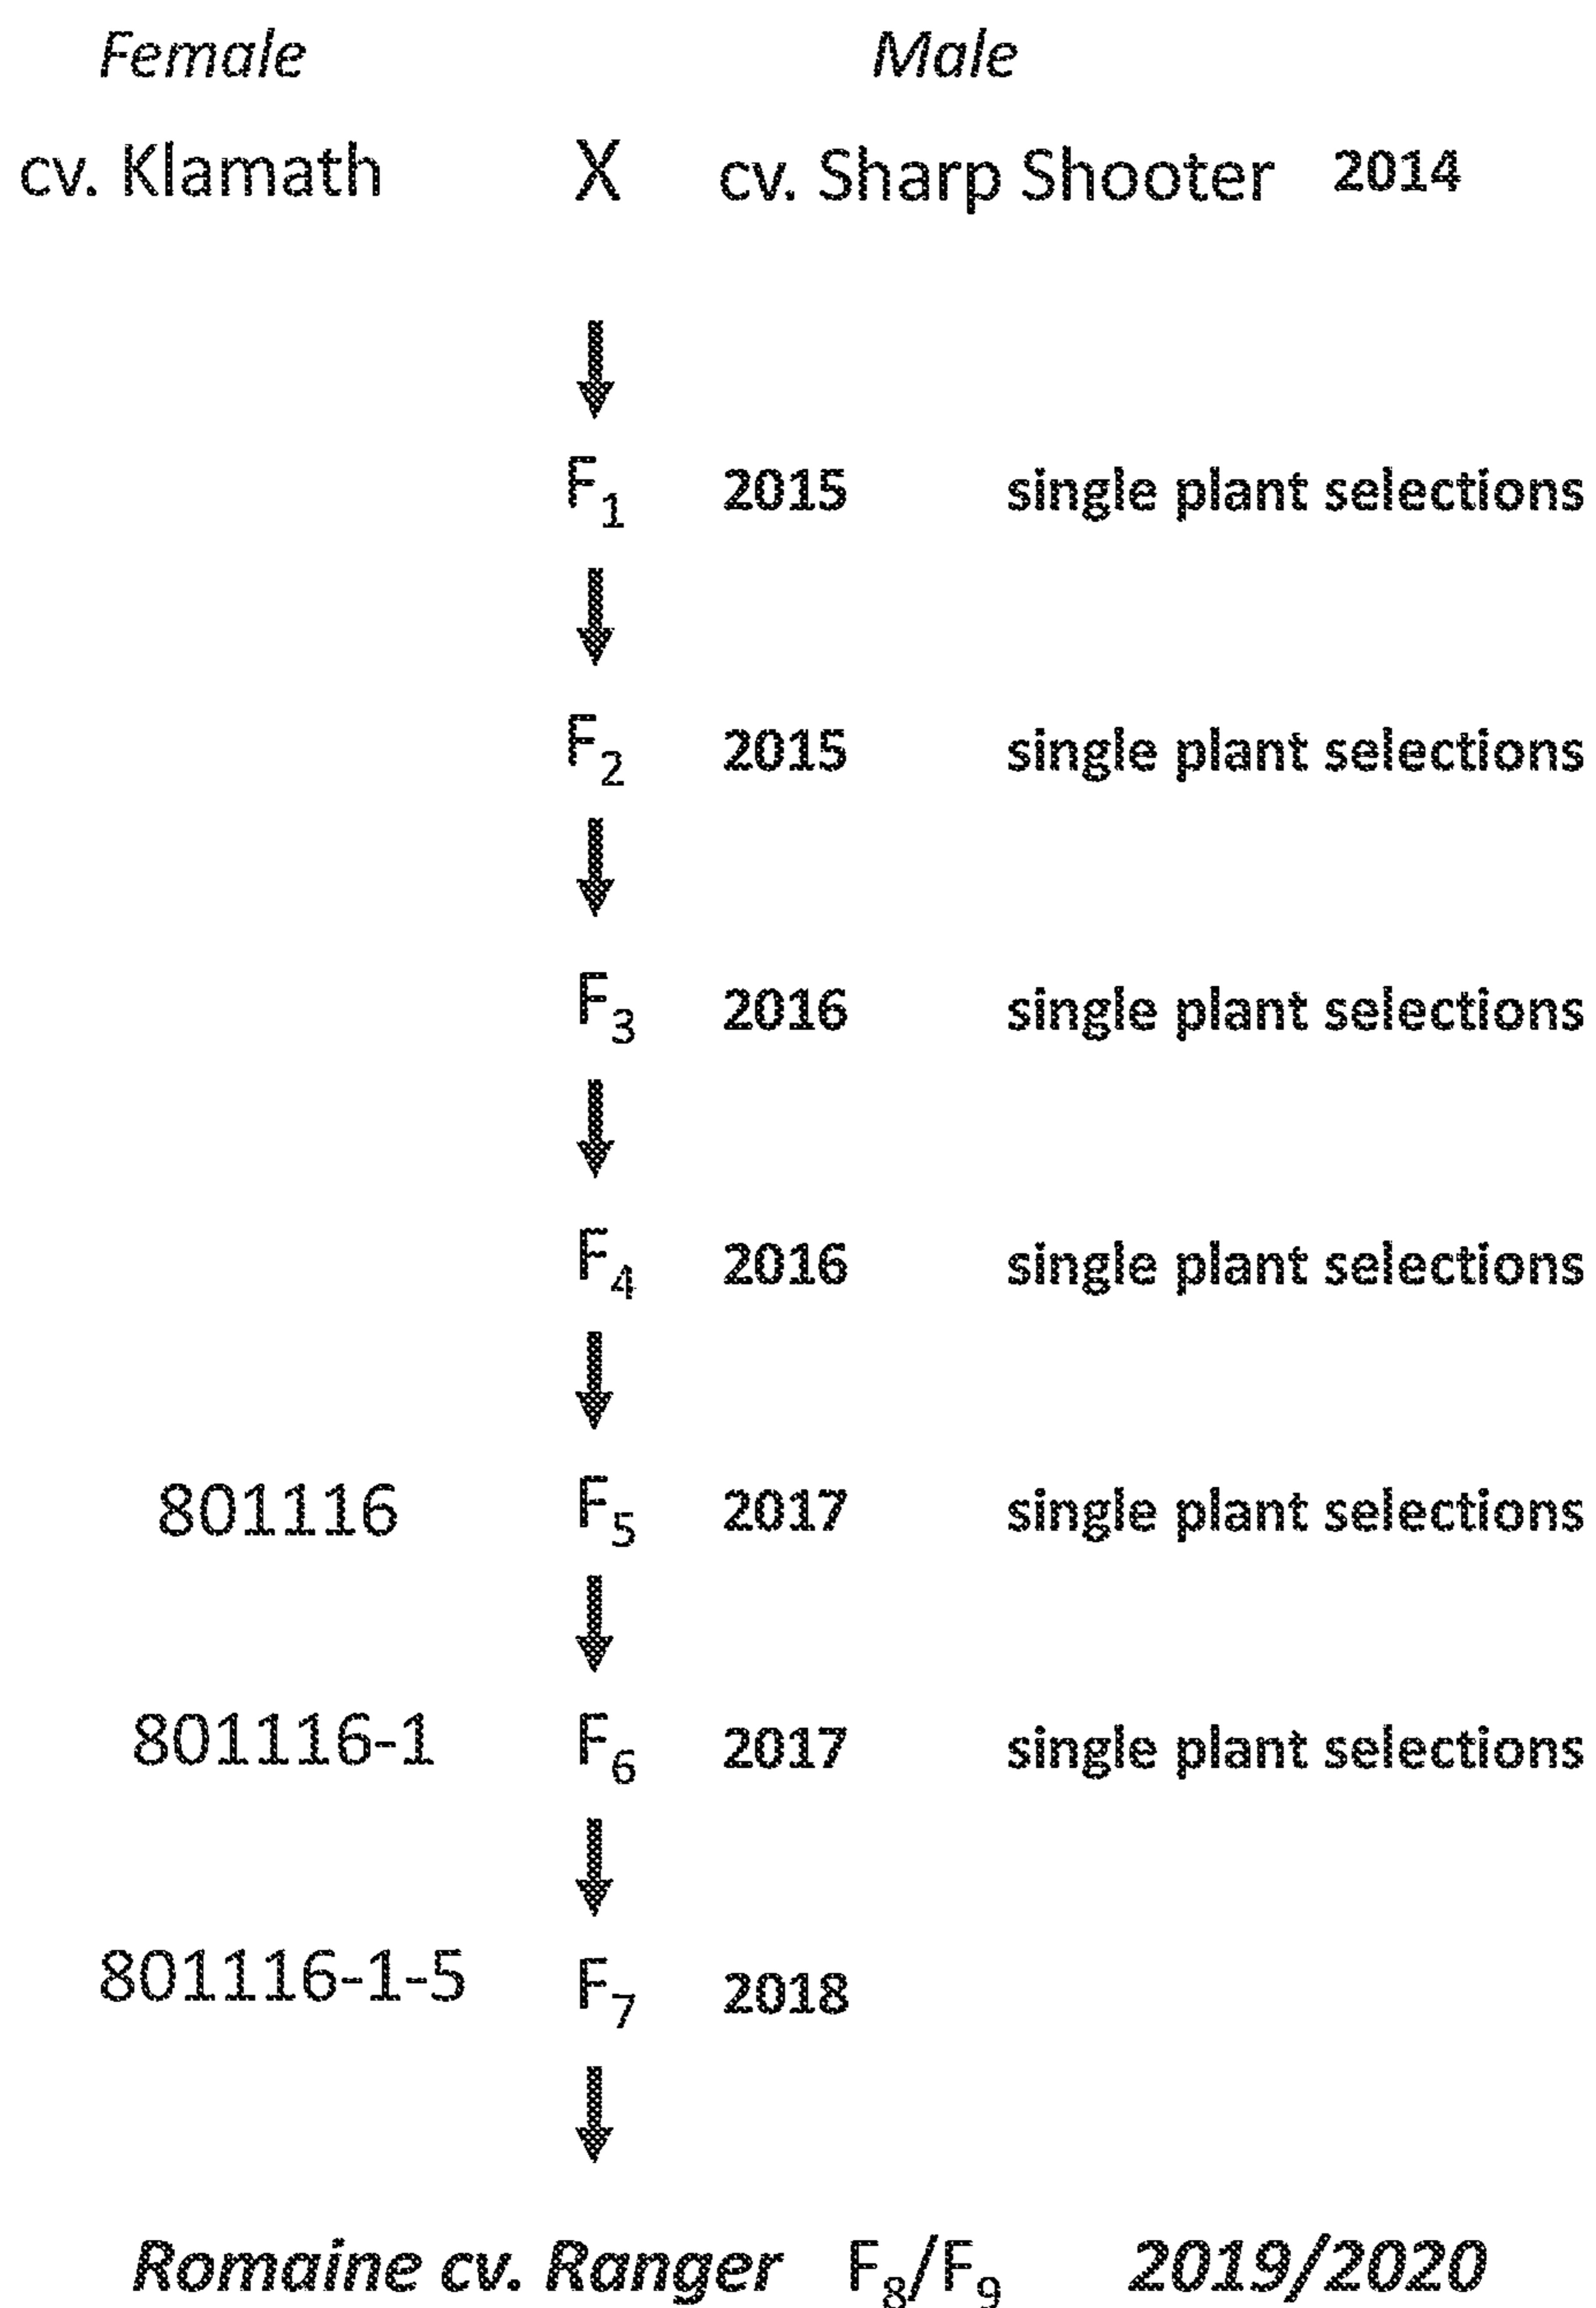 Female Male
cv. Klamath X cv. Sharp Shooter 2014
F1 2015 single plant selections
F2 2015 single plant selections
F3 2016 single plant selections
F4 2016 single plant selections
801116 F5 2017 single plant selections
801116-1 F6 2017 single plant selections
801116-1-5 F7 2018
Romaine cv. Ranger F8/F9 2019/2020